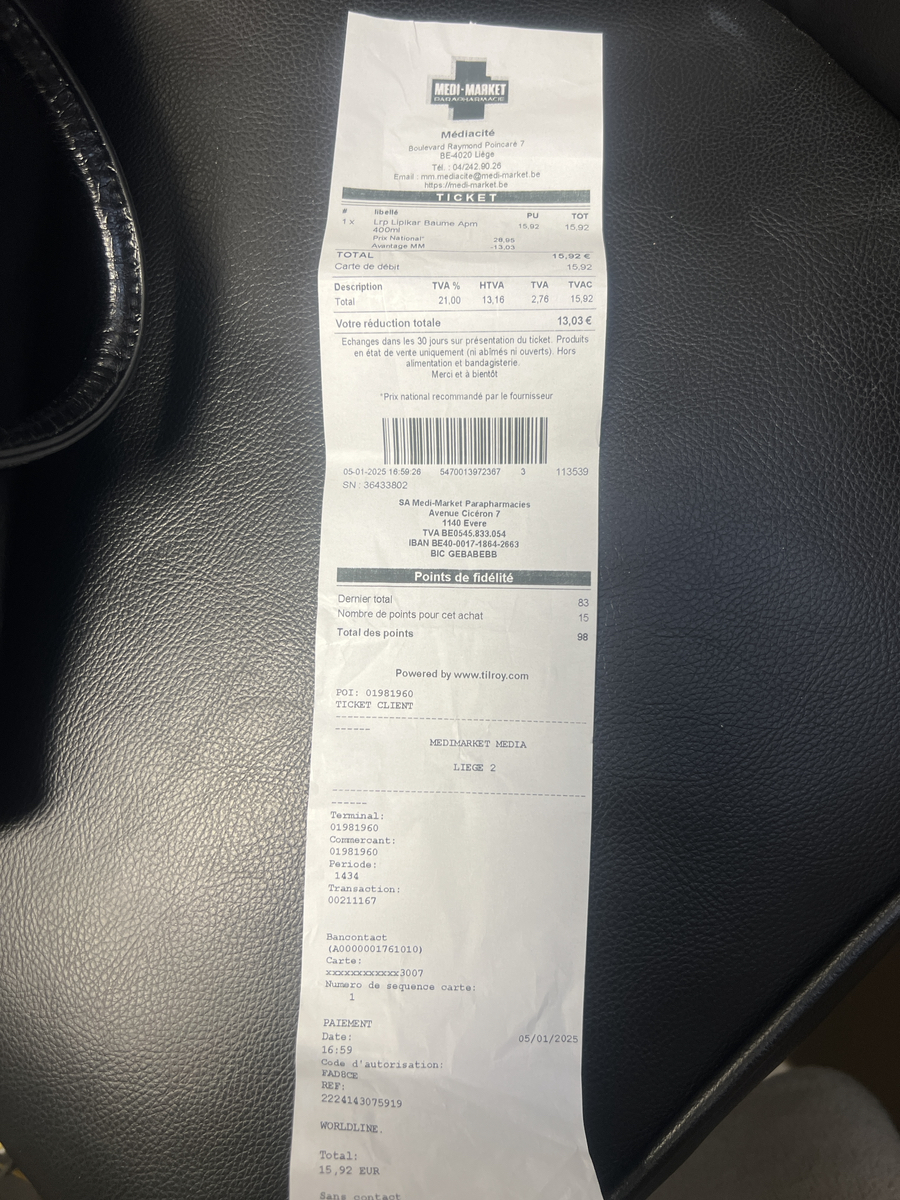 MEDI-MARKET
PARAPHARMACIE
Médiacité
Boulevard Raymond Poincaré 7
BE-4020 Liège
Tél. : 04/242.90.26
Email : mm.mediacite@medi-market.be
https://medi-market.be
TICKET
# libellé PU TOT
1 x Lrp Lipikar Baume Apm 15,92 15,92
400ml
Prix National* 28,95
Avantage MM -13,03
TOTAL 15,92 €
Carte de débit 15,92
Description TVA % HTVA TVA TVAC
Total 21,00 13,16 2,76 15,92
Votre réduction totale 13,03 €
Echanges dans les 30 jours sur présentation du ticket. Produits
en état de vente uniquement (ni abîmés ni ouverts). Hors
alimentation et bandagisterie.
Merci et à bientôt
*Prix national recommandé par le fournisseur
05-01-2025 16:59:26 5470013972367 3 113539
SN : 36433802
SA Medi-Market Parapharmacies
Avenue Cicéron 7
1140 Evere
TVA BE0545.833.054
IBAN BE40-0017-1864-2663
BIC GEBABEBB
Points de fidélité
Dernier total 83
Nombre de points pour cet achat 15
Total des points 98
Powered by www.tilroy.com
POI: 01981960
TICKET CLIENT
--------------------------------------
------
MEDIMARKET MEDIA
LIEGE 2
--------------------------------------
------
Terminal:
01981960
Commercant:
01981960
Periode:
1434
Transaction:
00211167
Bancontact
(A0000001761010)
Carte:
xxxxxxxxxxxx3007
Numero de sequence carte:
1
PAIEMENT
Date: 05/01/2025
16:59
Code d'autorisation:
FADBCE
REF:
2224143075919
WORLDLINE.
Total:
15,92 EUR
Sans contact